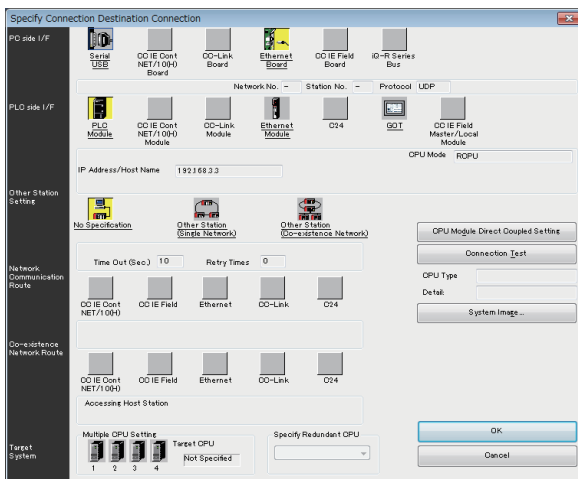 Specify Connection Destination Connection
PC side I/F
Serial
USB
CC IE Cont
NET/10(H)
Board
CC-Link
Board
Ethernet
Board
CC IE Field
Board
iQ-R Series
Bus
Network No. - Station No. - Protocol UDP
PLC side I/F
PLC
Module
CC IE Cont
NET/10(H)
Module
CC-Link
Module
Ethernet
Module
C24
GOT
CC IE Field
Master/Local
Module
CPU Mode RCPU
IP Address/Host Name 192.168.3.3
Other Station
Setting
No Specification
Other Station
(Single Network)
Other Station
(Co-existence Network)
CPU Module Direct Coupled Setting
Time Out (Sec.) 10 Retry Times 0
Connection Test
Network
Communication
Route
CPU Type
Detail:
CC IE Cont
NET/10(H)
CC IE Field
Ethernet
CC-Link
C24
System Image...
Co-existence
Network Route
CC IE Cont
NET/10(H)
CC IE Field
Ethernet
CC-Link
C24
Accessing Host Station
Target
System
Multiple CPU Setting
1 2 3 4
Target CPU
Not Specified
Specify Redundant CPU
OK
Cancel